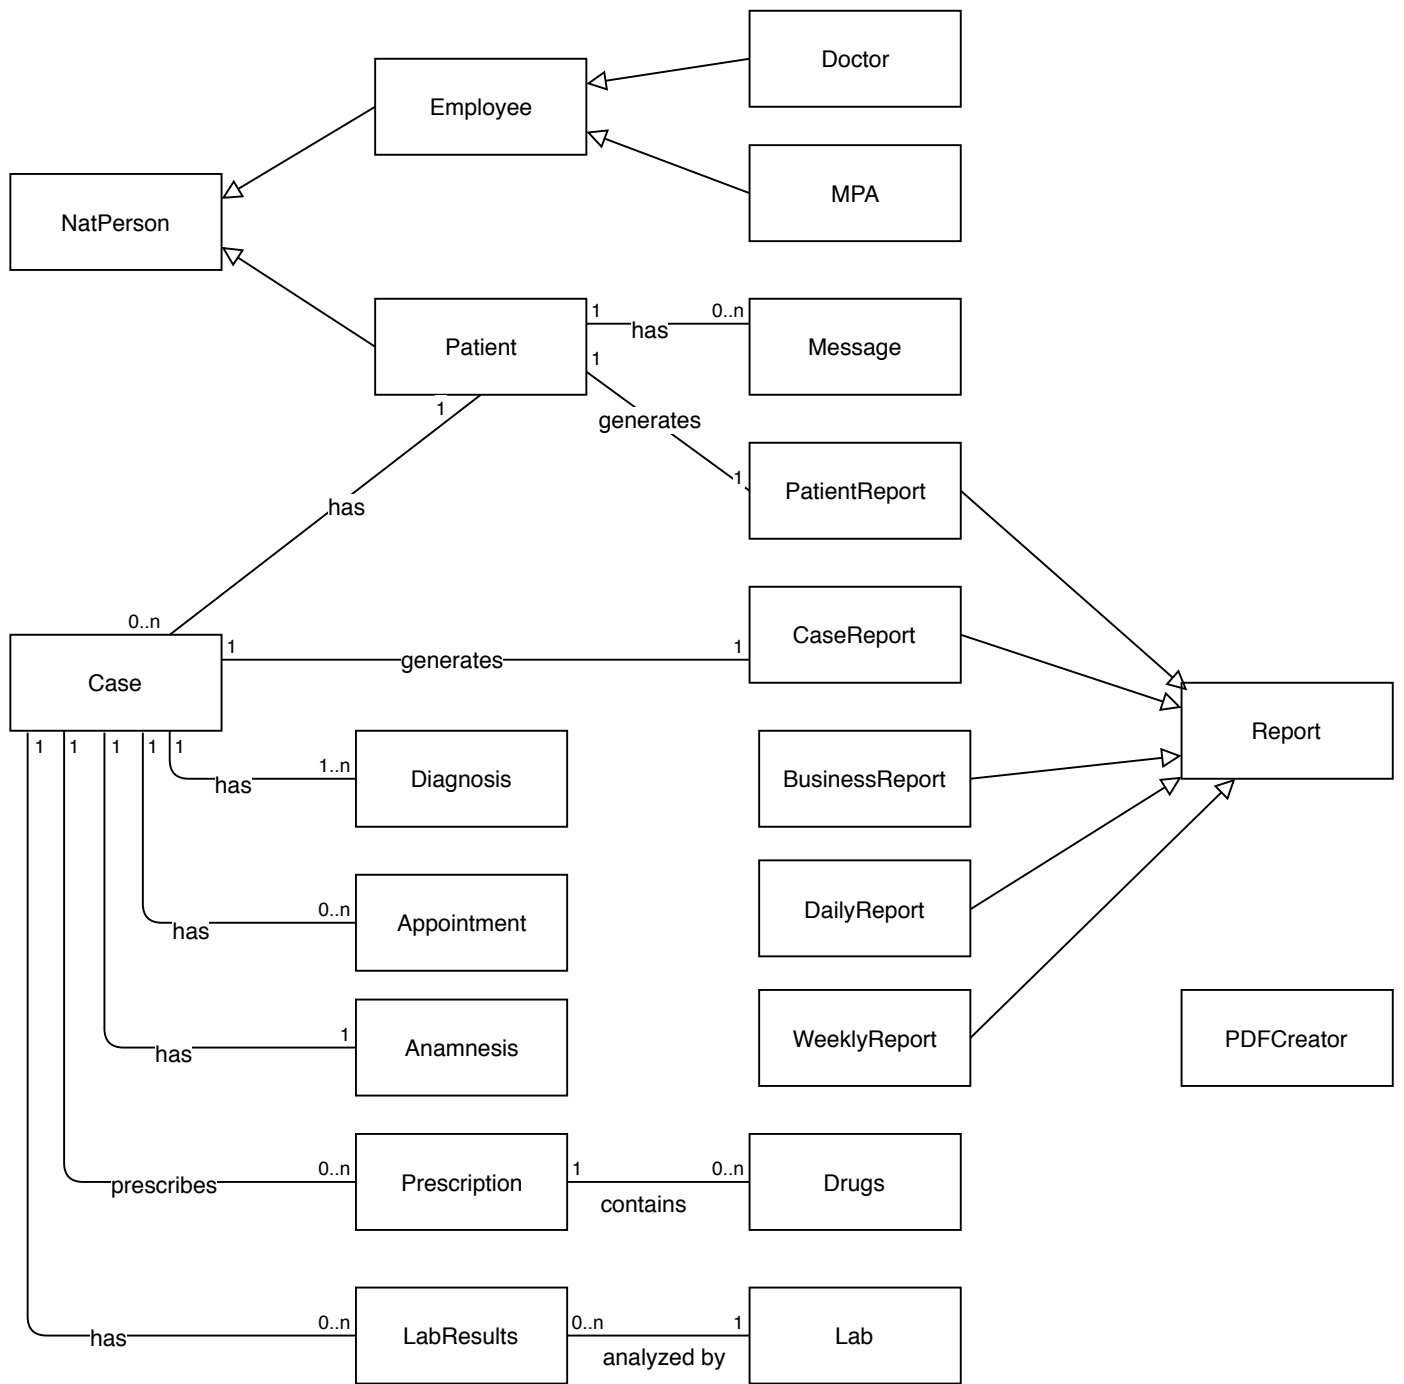 Doctor
Employee
MPA
NatPerson
1
0..n
has
Patient
Message
1
1
generates
1
PatientReport
has
0..n
CaseReport
1
1
generates
Case
Report
1
1
1
1
1
1..n
has
Diagnosis
BusinessReport
0..n
has
Appointment
DailyReport
1
has
Anamnesis
WeeklyReport
PDFCreator
0..n
prescribes
Prescription
1
0..n
contains
Drugs
0..n
has
LabResults
0..n
1
analyzed by
Lab